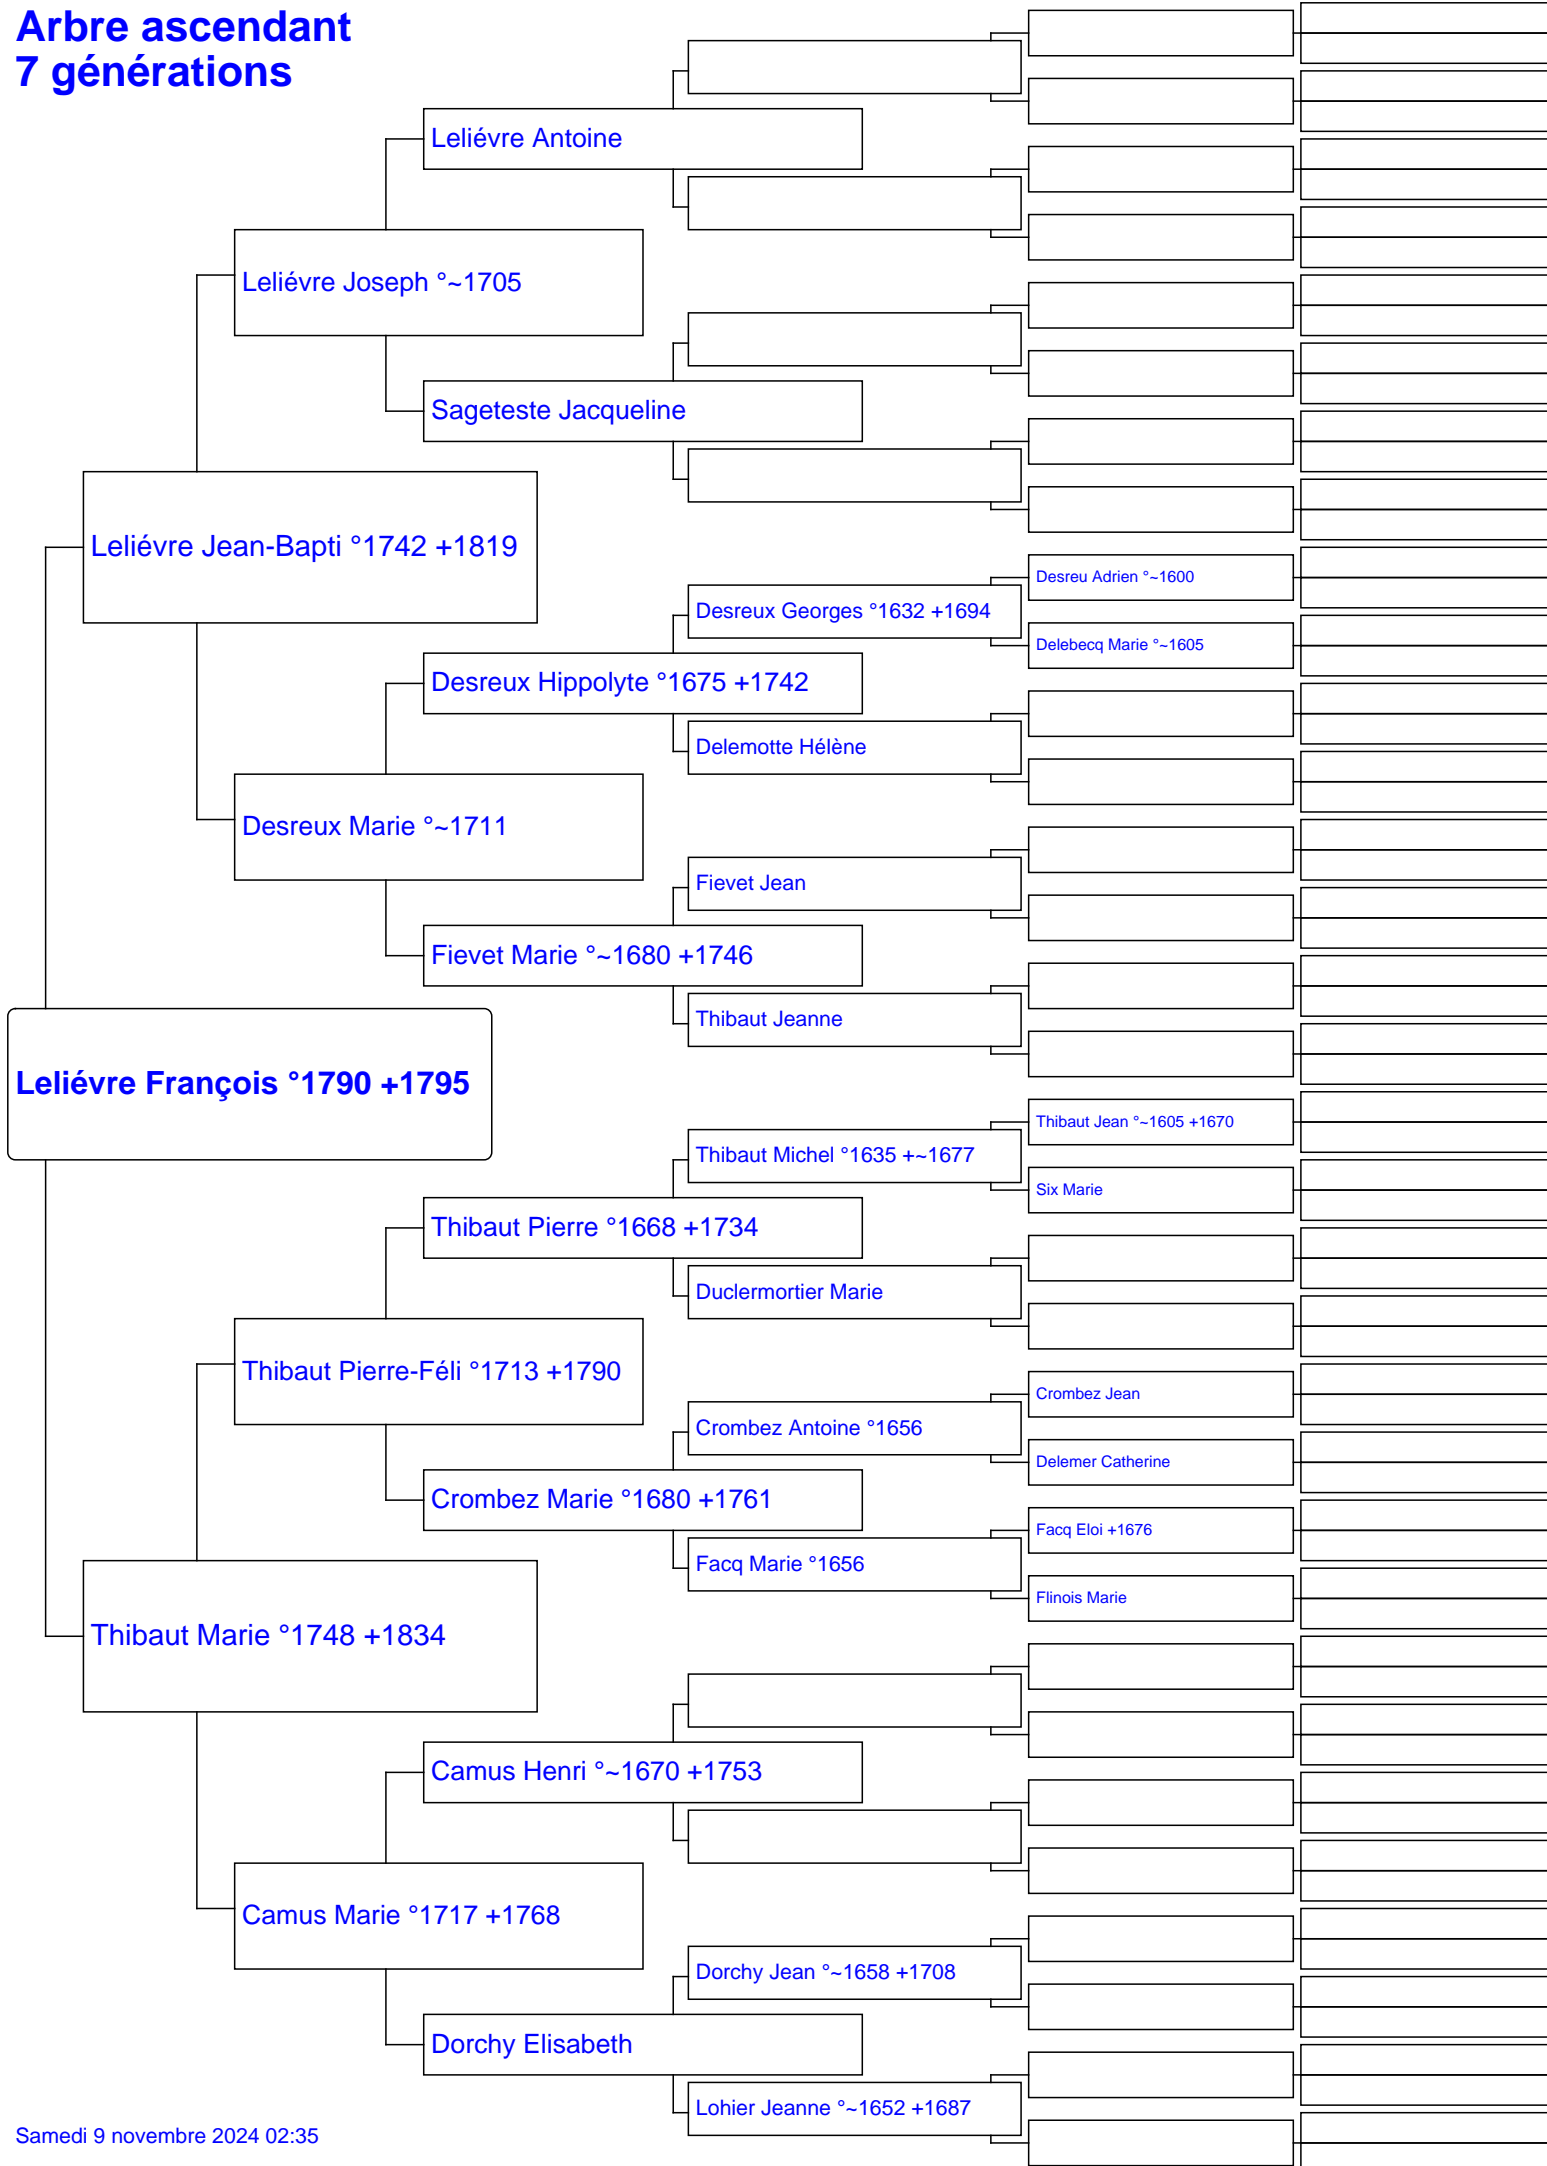 Arbre ascendant
7 générations
Leliévre Antoine
Leliévre Joseph °~1705
Sageteste Jacqueline
Leliévre Jean-Bapti °1742 +1819
Desreu Adrien °~1600
Desreux Georges °1632 +1694
Delebecq Marie °~1605
Desreux Hippolyte °1675 +1742
Delemotte Hélène
Desreux Marie °~1711
Fievet Jean
Fievet Marie °~1680 +1746
Thibaut Jeanne
Leliévre François °1790 +1795
Thibaut Jean °~1605 +1670
Thibaut Michel °1635 +~1677
Six Marie
Thibaut Pierre °1668 +1734
Duclermortier Marie
Thibaut Pierre-Féli °1713 +1790
Crombez Jean
Crombez Antoine °1656
Delemer Catherine
Crombez Marie °1680 +1761
Facq Eloi +1676
Facq Marie °1656
Flinois Marie
Thibaut Marie °1748 +1834
Camus Henri °~1670 +1753
Camus Marie °1717 +1768
Dorchy Jean °~1658 +1708
Dorchy Elisabeth
Lohier Jeanne °~1652 +1687
Samedi 9 novembre 2024 02:35